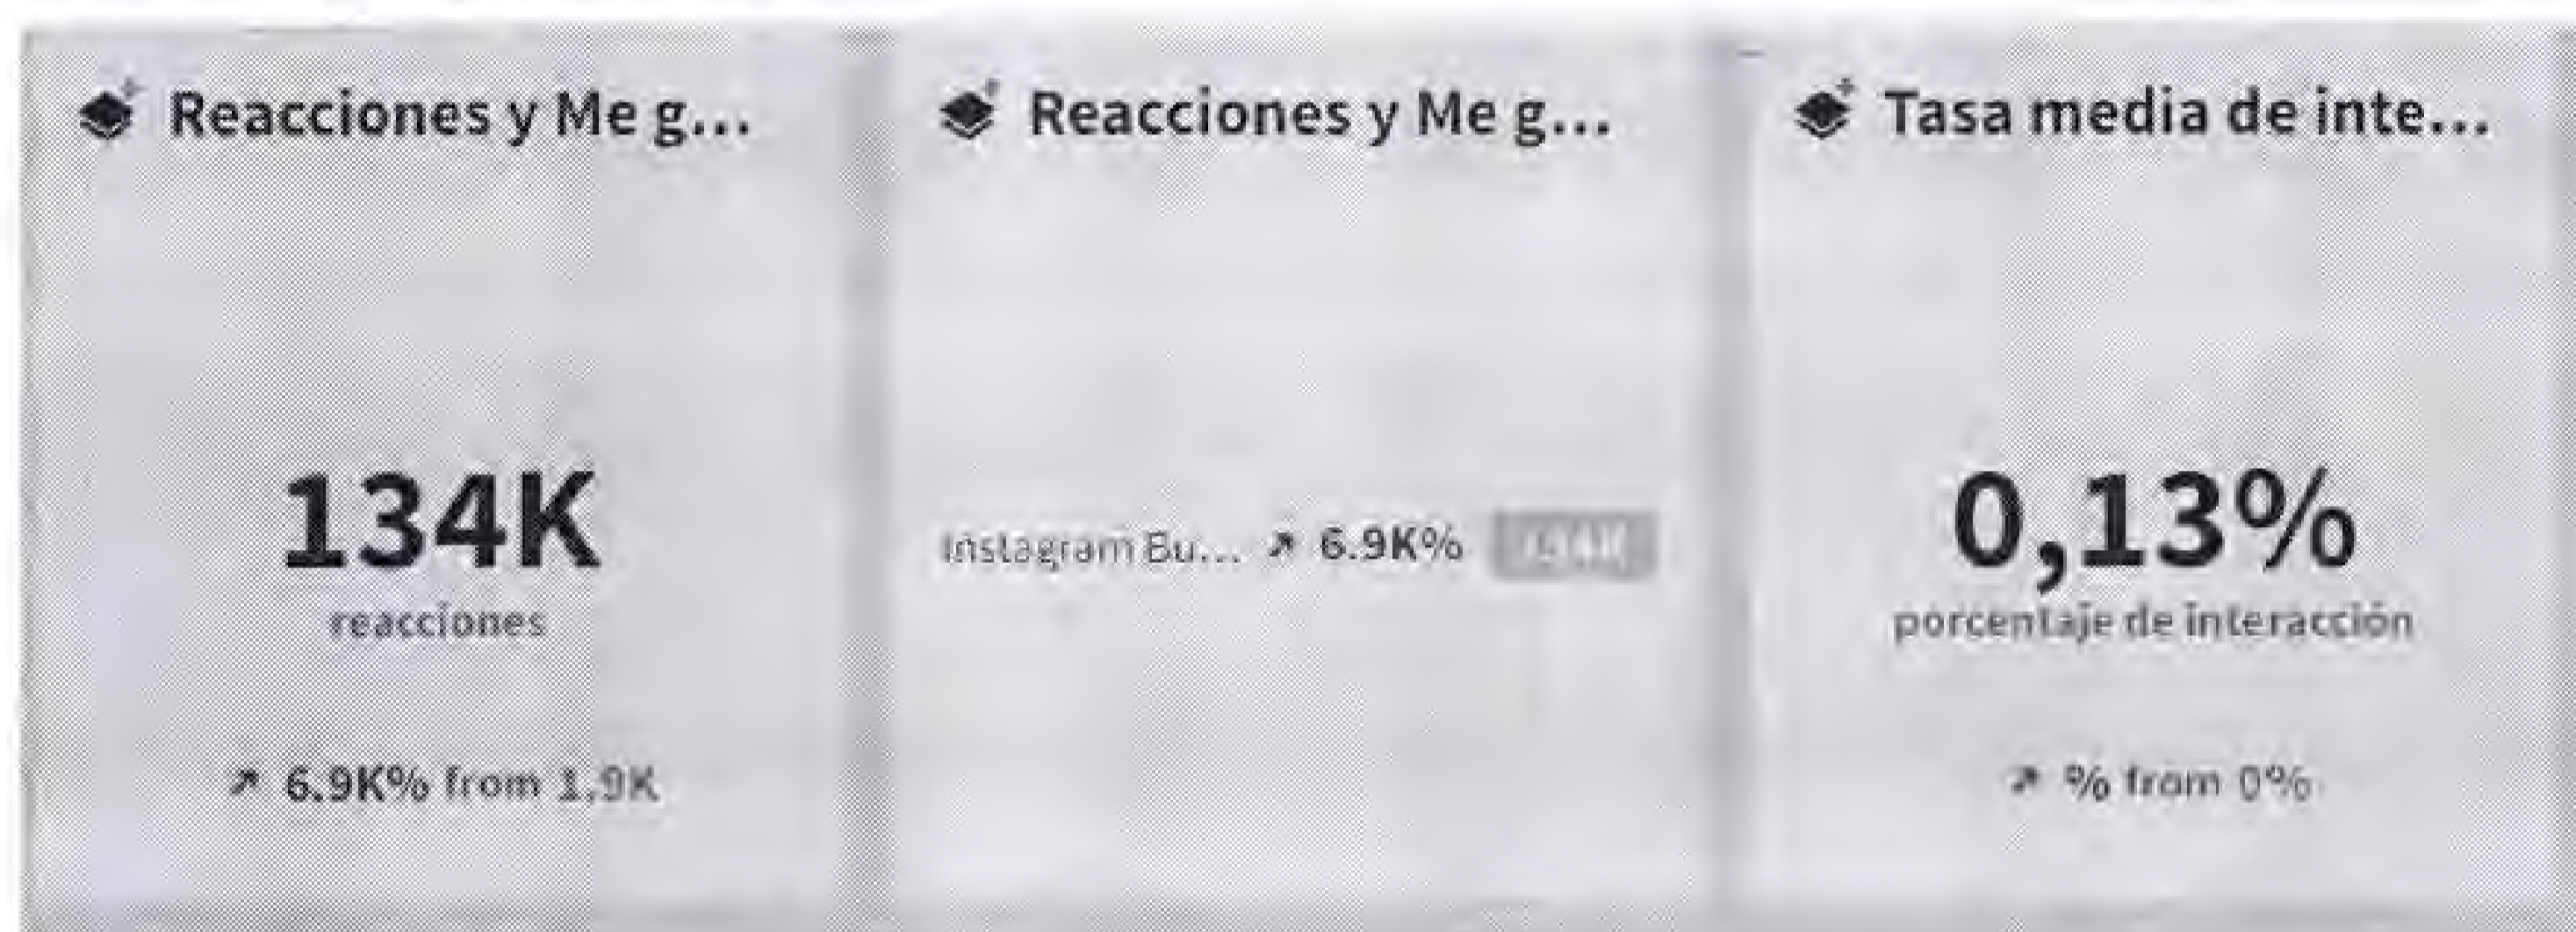 Reacciones y Me g...
134K
reacciones
↗ 6.9K% from 1.9K
Reacciones y Me g...
Instagram Bu... ↗ 6.9K%
Tasa media de inte...
0,13%
porcentaje de interacción
↗ % from 0%